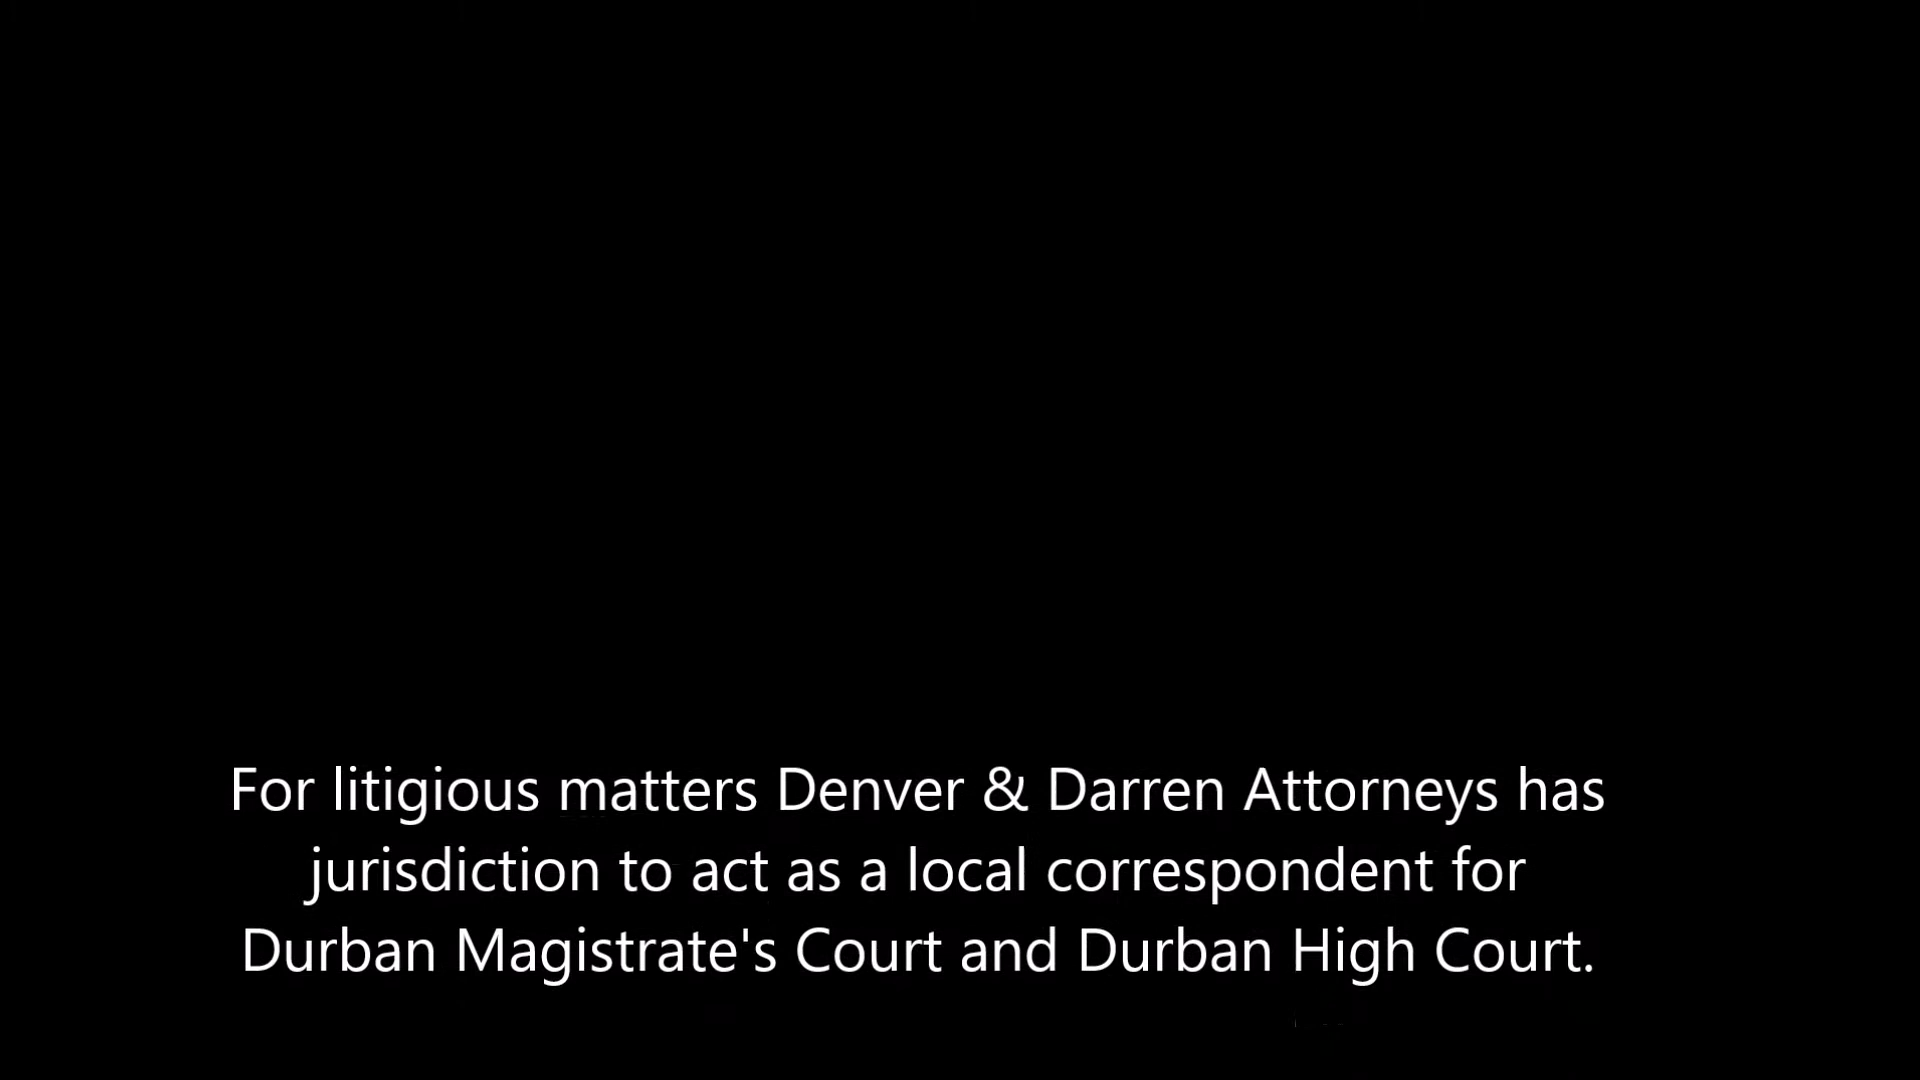 For litigious matters Denver & Darren Attorneys has
jurisdiction to act as a local correspondent for
Durban Magistrate's Court and Durban High Court.